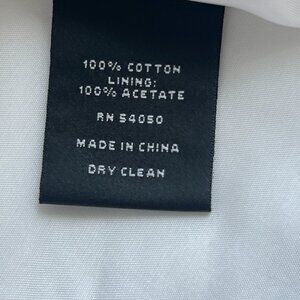 100% COTTON
LINING:
100% ACETATE
RN 54050
MADE IN CHINA
DRY CLEAN